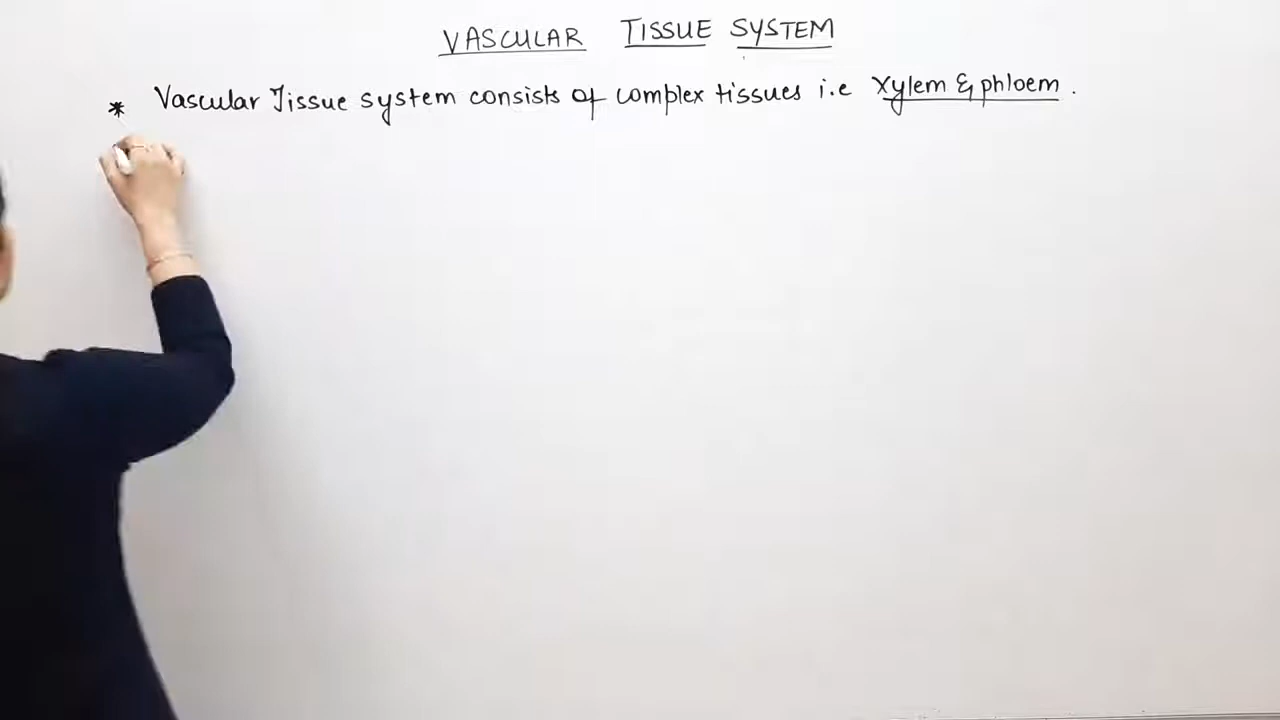 VASCULAR TISSUE SYSTEM
* Vascular Tissue system consists of complex tissues i.e Xylem & phloem.